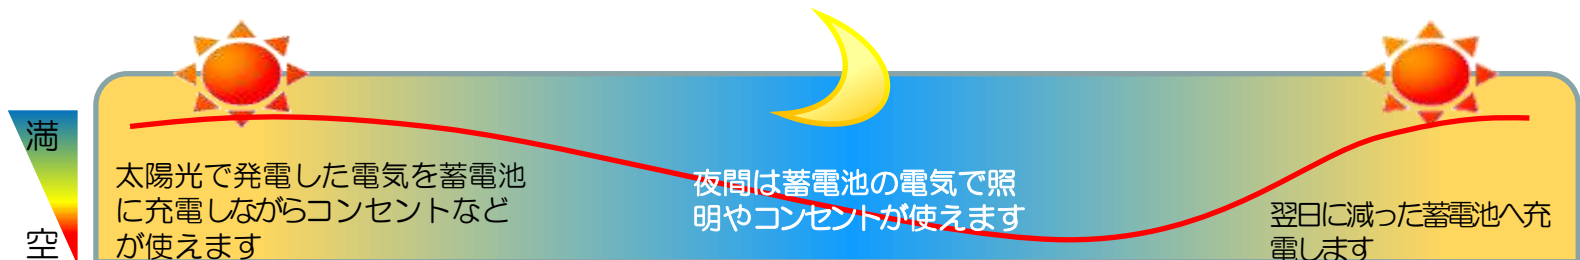 満
空
太陽光で発電した電気を蓄電池
に充電しながらコンセントなど
が使えます
夜間は蓄電池の電気で照
明やコンセントが使えます
翌日に減った蓄電池へ充
電します